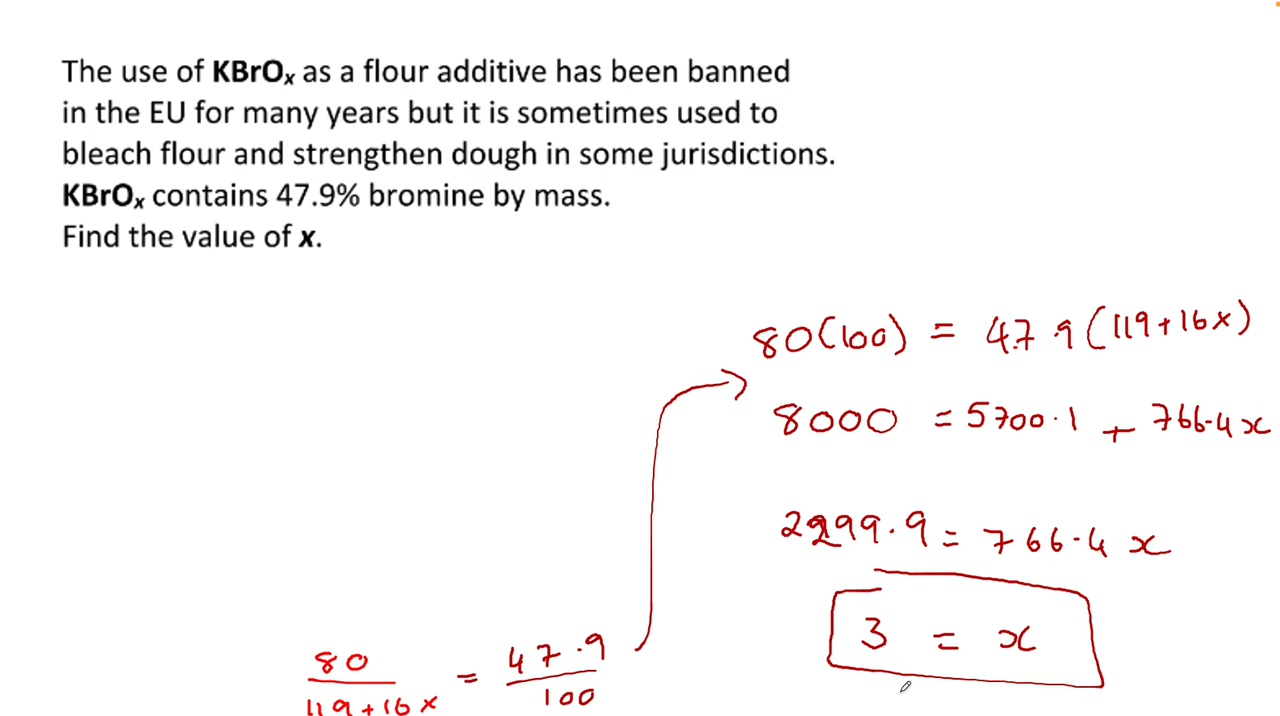 The use of KBrOₓ as a flour additive has been banned
in the EU for many years but it is sometimes used to
bleach flour and strengthen dough in some jurisdictions.
KBrOₓ contains 47.9% bromine by mass.
Find the value of x.
80(100) = 47.9(119+16x)
8000 = 5700.1 + 766.4x
2299.9 = 766.4x
3 = x
80/119+16x = 47.9/100